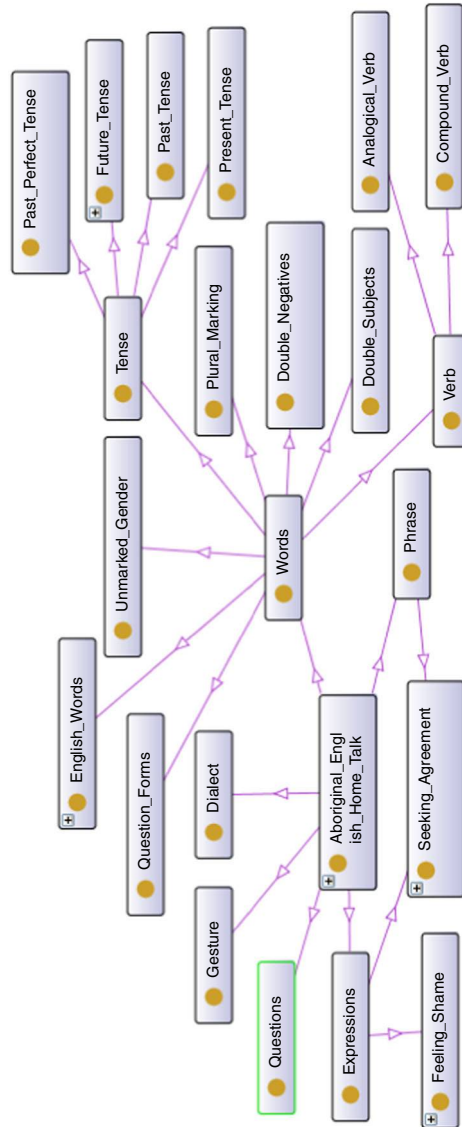 Past_Perfect_Tense
English_Words
Future_Tense
Unmarked_Gender
Tense
Question_Forms
Past_Tense
Gesture
Dialect
Plural_Marking
Present_Tense
Questions
Words
Double_Negatives
Expressions
Aboriginal_Engl
ish_Home_Talk
Double_Subjects
Analogical_Verb
Phrase
Seeking_Agreement
Feeling_Shame
Verb
Compound_Verb